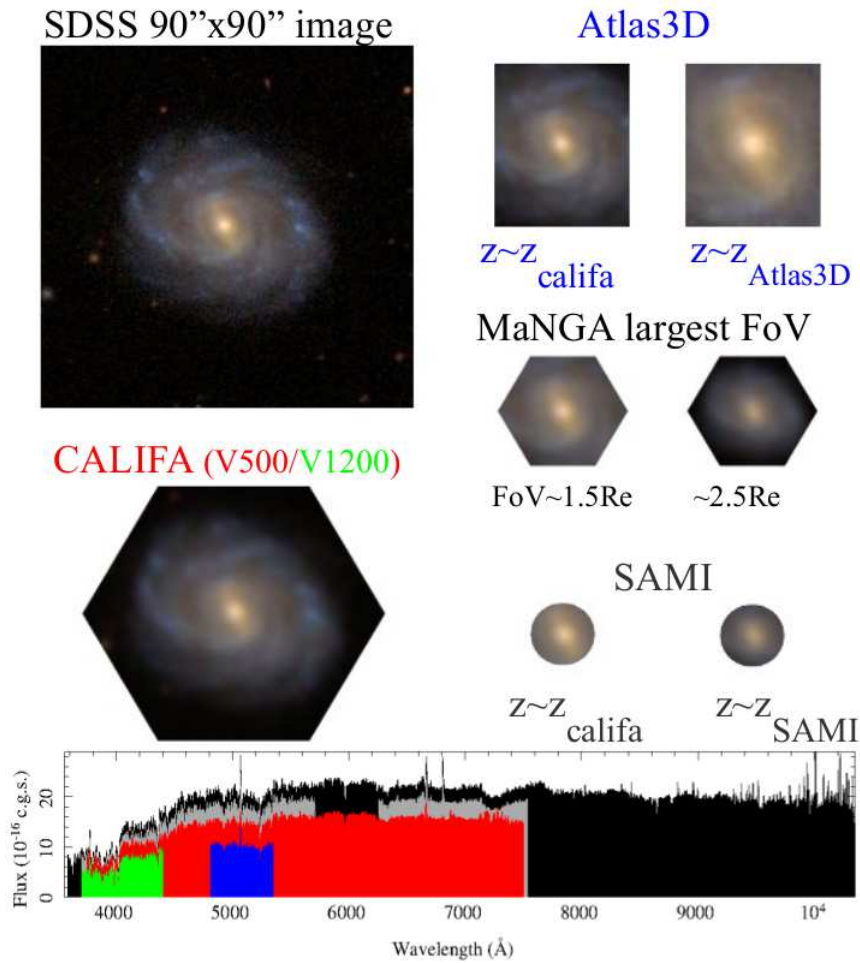 SDSS 90”x90” image
Atlas3D
z~z califa
z~z Atlas3D
MaNGA largest FoV
FoV~1.5Re
~2.5Re
CALIFA (V500/V1200)
SAMI
z~z califa
z~z SAMI
Flux (10⁻¹⁶ c.g.s.)
20
10
0
4000 5000 6000 7000 8000 9000 10⁴
Wavelength (Å)